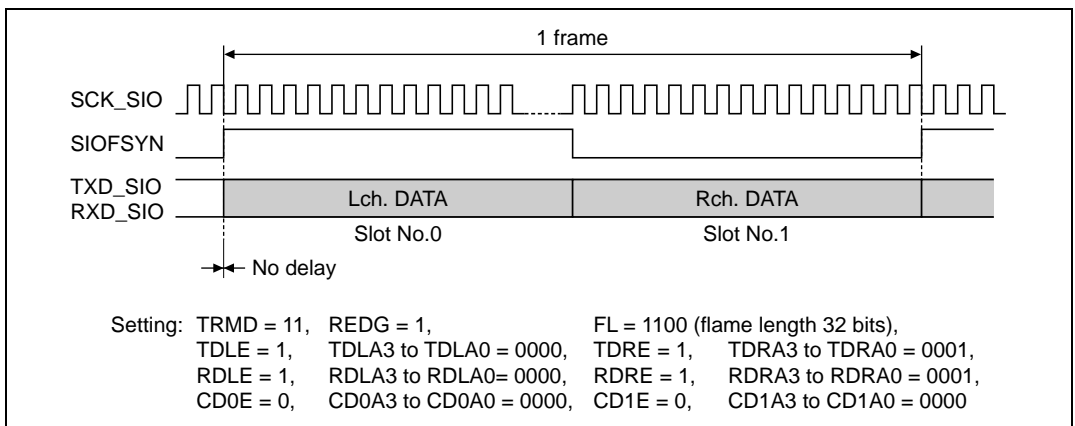 1 frame
SCK_SIO
SIOFSYN
TXD_SIO
RXD_SIO
Lch. DATA
Rch. DATA
Slot No.0
Slot No.1
No delay
Setting: TRMD = 11, REDG = 1, FL = 1100 (flame length 32 bits),
TDLE = 1, TDLA3 to TDLA0 = 0000, TDRE = 1, TDRA3 to TDRA0 = 0001,
RDLE = 1, RDLA3 to RDLA0= 0000, RDRE = 1, RDRA3 to RDRA0 = 0001,
CD0E = 0, CD0A3 to CD0A0 = 0000, CD1E = 0, CD1A3 to CD1A0 = 0000